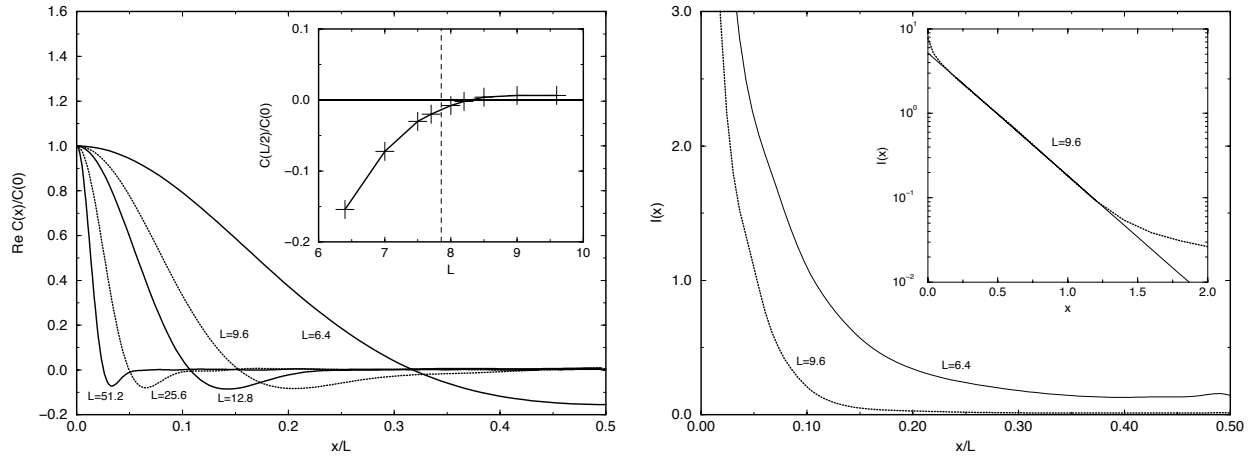 1.6
1.4
1.2
1.0
0.8
0.6
0.4
0.2
0.0
−0.2
Re C(x)/C(0)
0.0 0.1 0.2 0.3 0.4 0.5
x/L
L=51.2
L=25.6
L=12.8
L=9.6
L=6.4
0.1
0.0
−0.1
−0.2
C(L/2)/C(0)
6 7 8 9 10
L
3.0
2.0
1.0
0.0
I(x)
0.00 0.10 0.20 0.30 0.40 0.50
x/L
L=9.6
L=6.4
10^1
10^0
10^−1
10^−2
I(x)
L=9.6
0.0 0.5 1.0 1.5 2.0
x